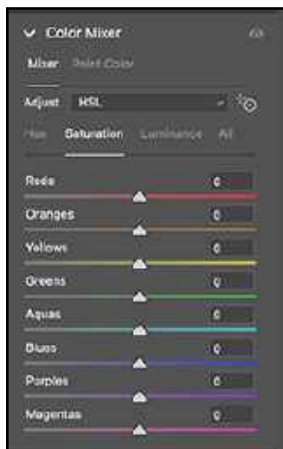 Color Mixer
Mixer Point Color
Adjust HSL
Hue Saturation Luminance All
Reds 0
Oranges 0
Yellows 0
Greens 0
Aquas 0
Blues 0
Purples 0
Magentas 0